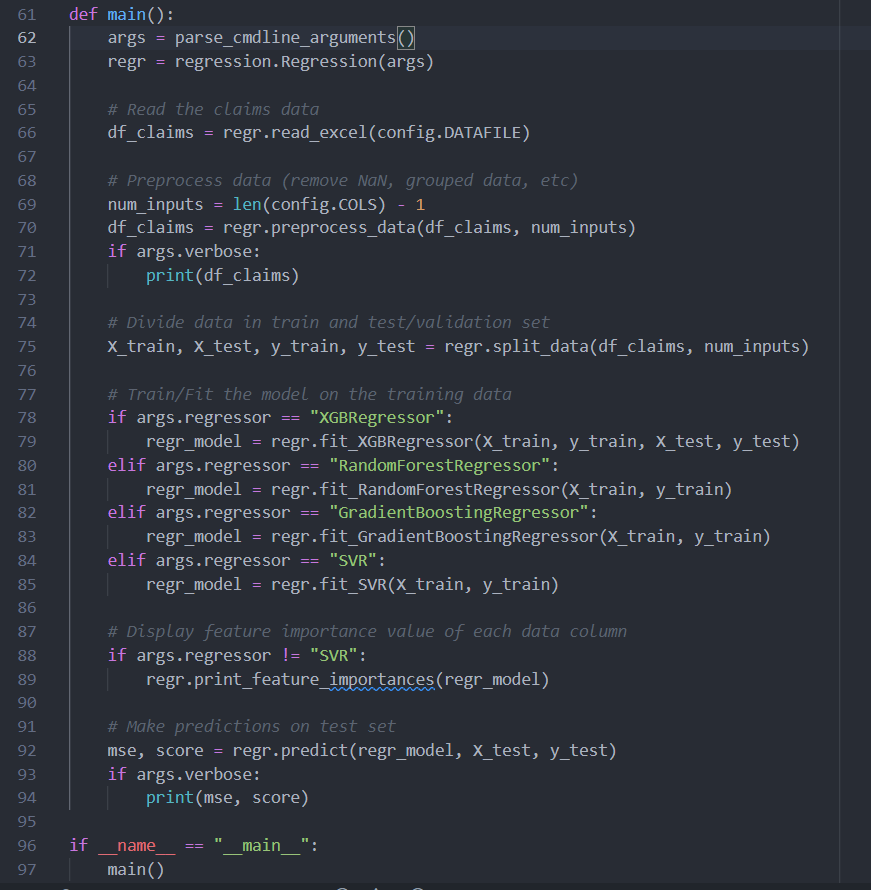 61 def main():
62     args = parse_cmdline_arguments()
63     regr = regression.Regression(args)
64
65     # Read the claims data
66     df_claims = regr.read_excel(config.DATAFILE)
67
68     # Preprocess data (remove NaN, grouped data, etc)
69     num_inputs = len(config.COLS) - 1
70     df_claims = regr.preprocess_data(df_claims, num_inputs)
71     if args.verbose:
72         print(df_claims)
73
74     # Divide data in train and test/validation set
75     X_train, X_test, y_train, y_test = regr.split_data(df_claims, num_inputs)
76
77     # Train/Fit the model on the training data
78     if args.regressor == "XGBRegressor":
79         regr_model = regr.fit_XGBRegressor(X_train, y_train, X_test, y_test)
80     elif args.regressor == "RandomForestRegressor":
81         regr_model = regr.fit_RandomForestRegressor(X_train, y_train)
82     elif args.regressor == "GradientBoostingRegressor":
83         regr_model = regr.fit_GradientBoostingRegressor(X_train, y_train)
84     elif args.regressor == "SVR":
85         regr_model = regr.fit_SVR(X_train, y_train)
86
87     # Display feature importance value of each data column
88     if args.regressor != "SVR":
89         regr.print_feature_importances(regr_model)
90
91     # Make predictions on test set
92     mse, score = regr.predict(regr_model, X_test, y_test)
93     if args.verbose:
94         print(mse, score)
95
96 if __name__ == "__main__":
97     main()